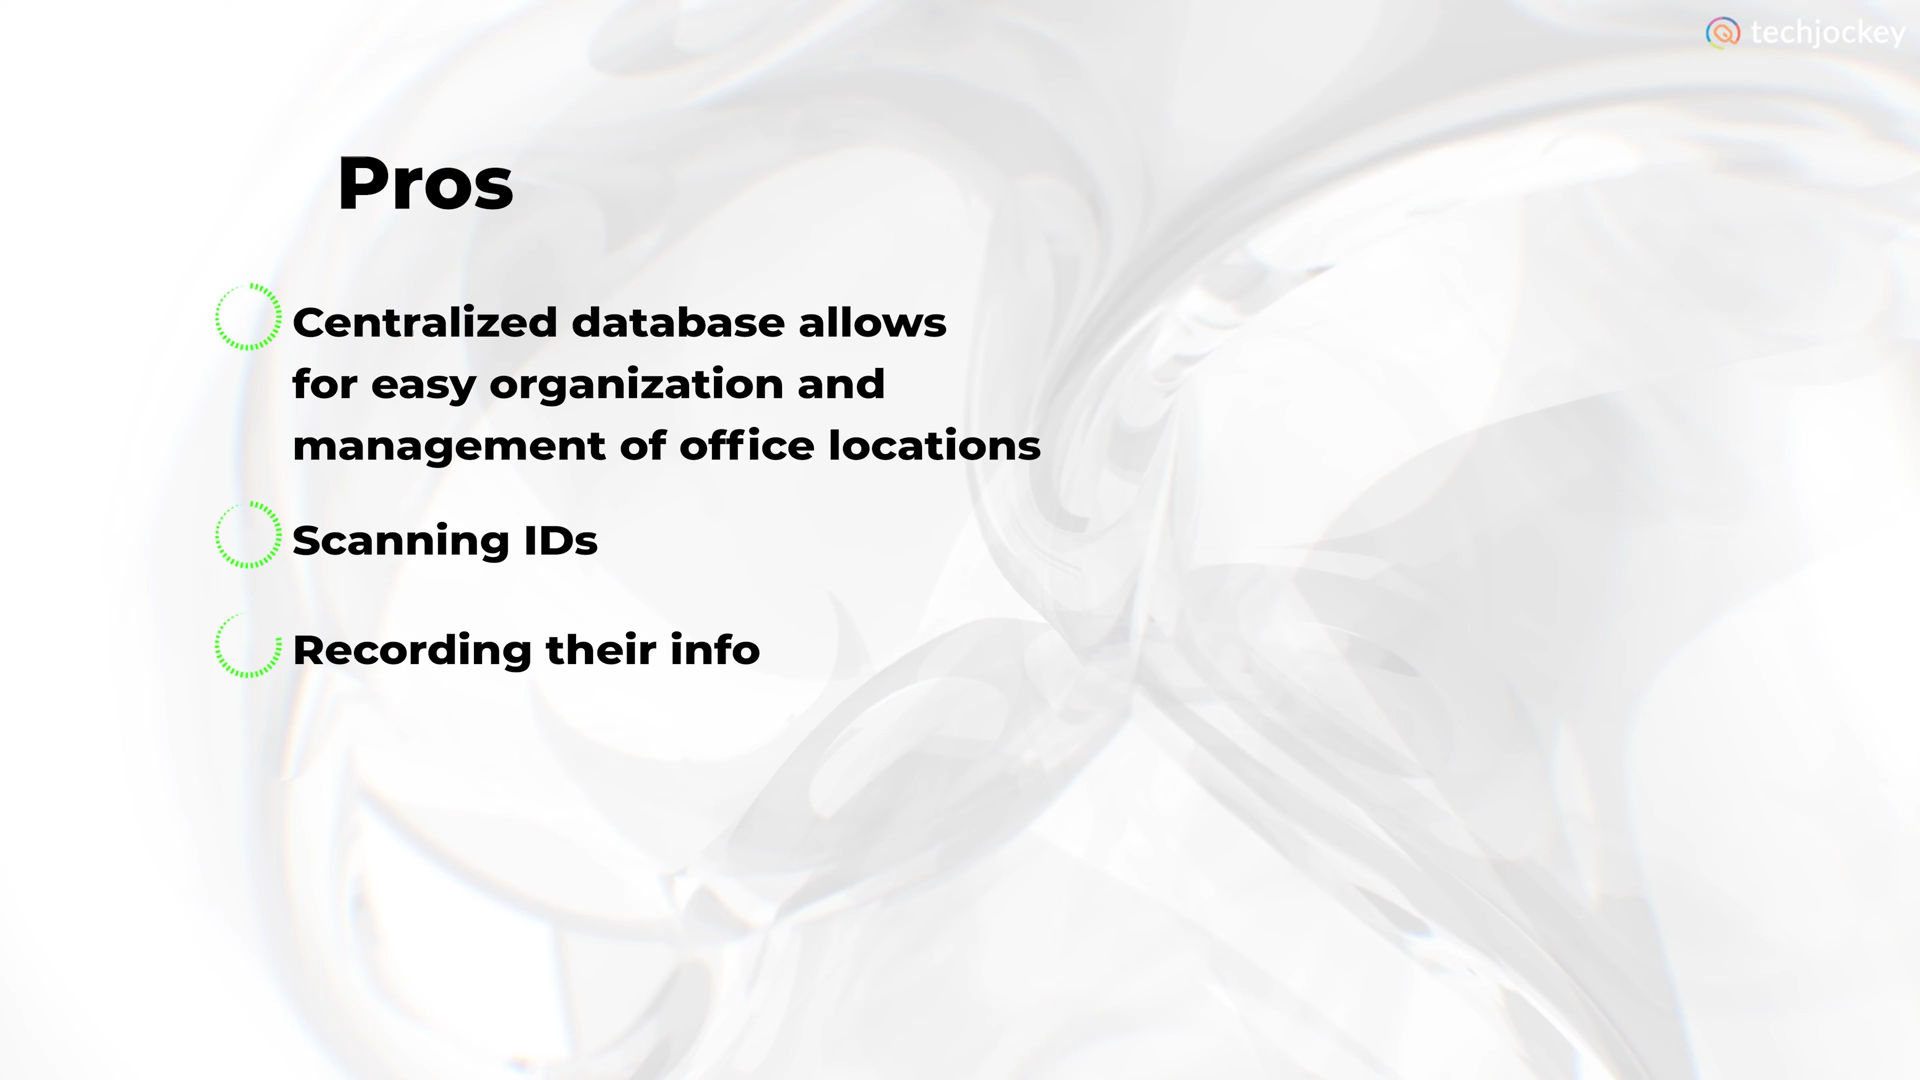 techjockey
Pros
Centralized database allows
for easy organization and
management of office locations
Scanning IDs
Recording their info